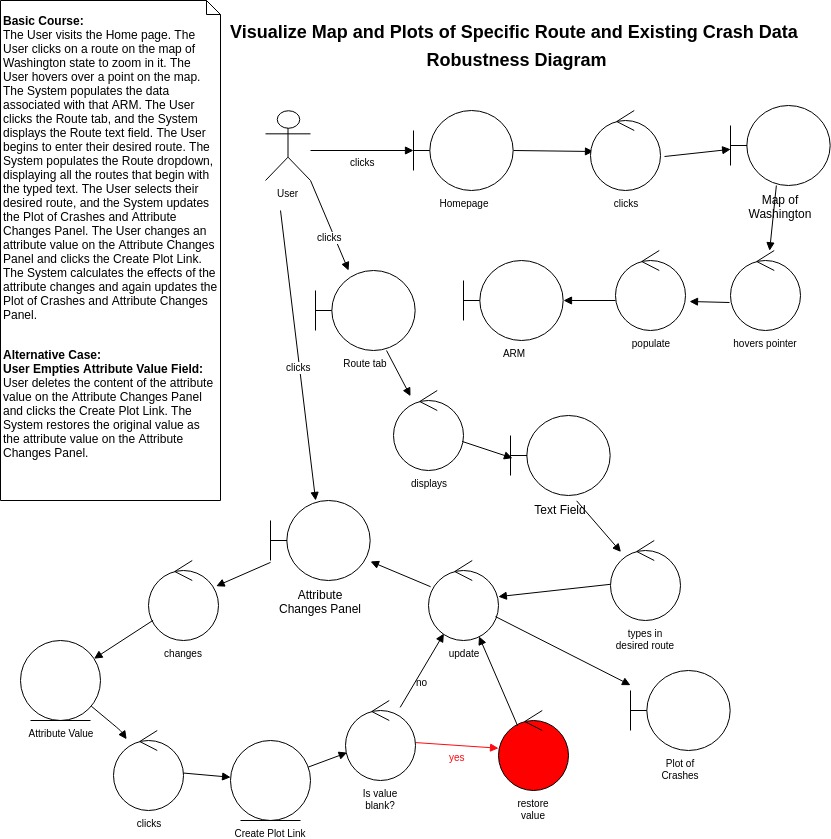 Visualize Map and Plots of Specific Route and Existing Crash Data
Robustness Diagram
Basic Course:
The User visits the Home page. The
User clicks on a route on the map of
Washington state to zoom in it. The
User hovers over a point on the map.
The System populates the data
associated with that ARM. The User
clicks the Route tab, and the System
displays the Route text field. The User
begins to enter their desired route. The
System populates the Route dropdown,
displaying all the routes that begin with
the typed text. The User selects their
desired route, and the System updates
the Plot of Crashes and Attribute
Changes Panel. The User changes an
attribute value on the Attribute Changes
Panel and clicks the Create Plot Link.
The System calculates the effects of the
attribute changes and again updates the
Plot of Crashes and Attribute Changes
Panel.
Alternative Case:
User Empties Attribute Value Field:
User deletes the content of the attribute
value on the Attribute Changes Panel
and clicks the Create Plot Link. The
System restores the original value as
the attribute value on the Attribute
Changes Panel.
User
clicks
Homepage
clicks
Map of
Washington
clicks
Route tab
ARM
populate
hovers pointer
clicks
displays
Text Field
Attribute
Changes Panel
changes
update
types in
desired route
Attribute Value
no
Plot of
Crashes
clicks
Create Plot Link
Is value
blank?
yes
restore
value